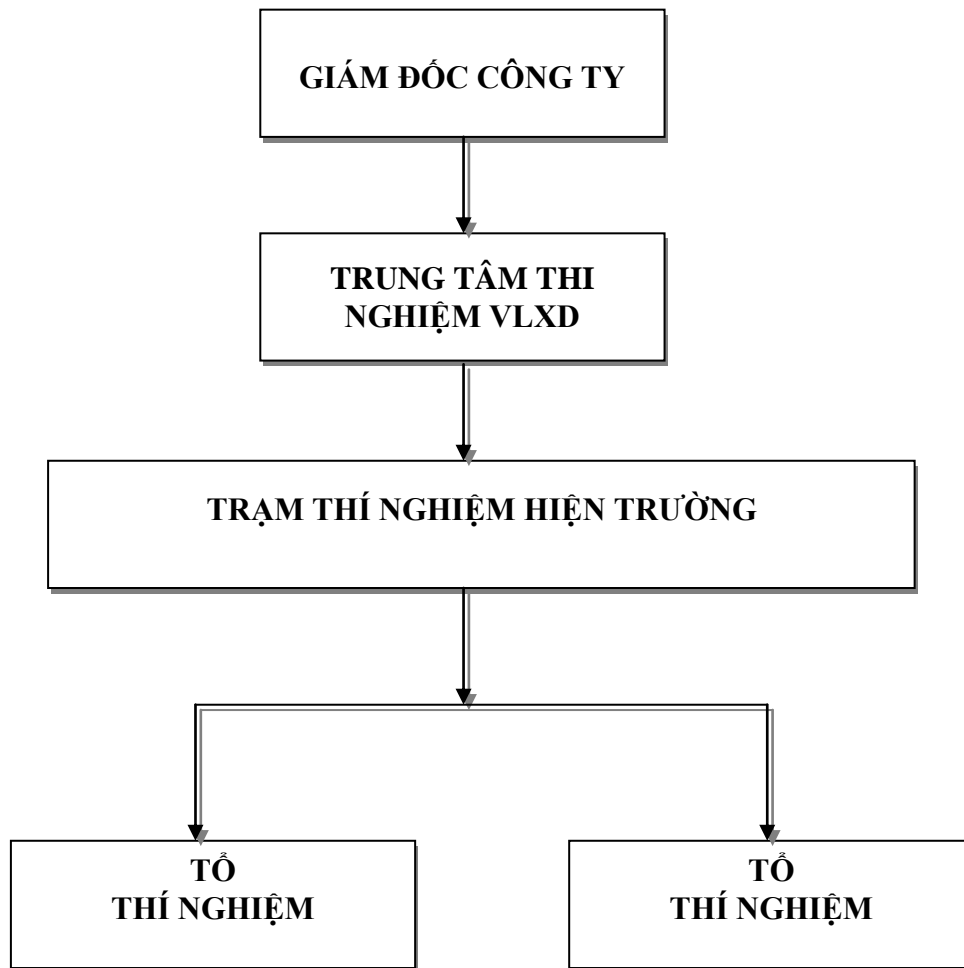 GIÁM ĐỐC CÔNG TY
TRUNG TÂM THI
NGHIỆM VLXD
TRẠM THÍ NGHIỆM HIỆN TRƯỜNG
TỔ
THÍ NGHIỆM
TỔ
THÍ NGHIỆM